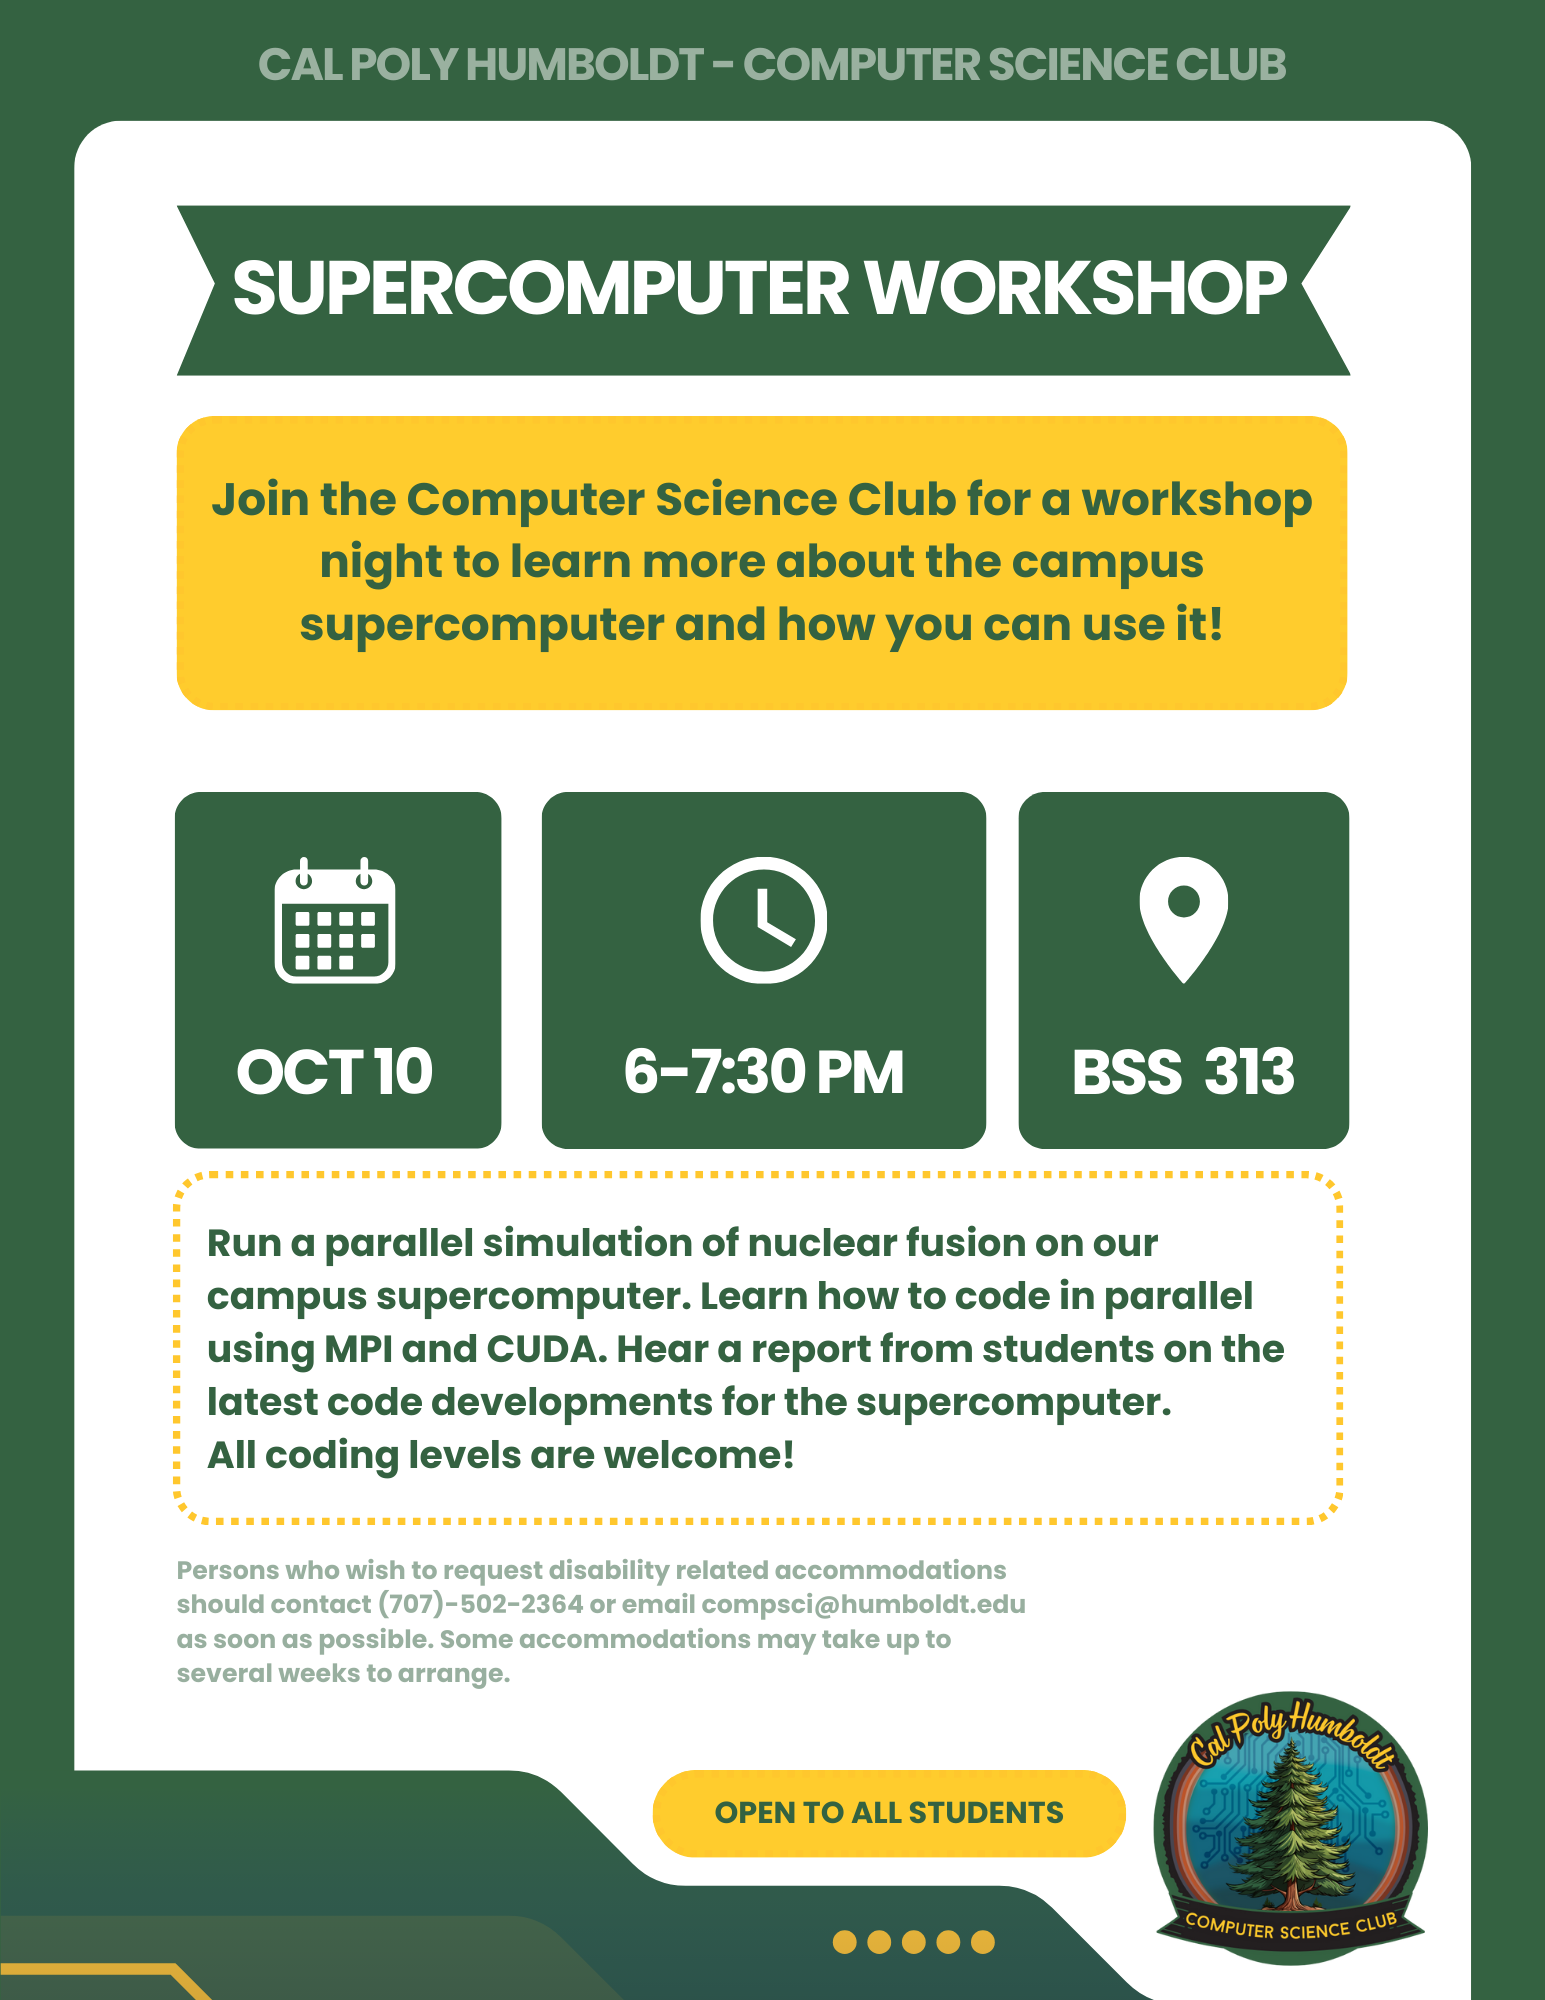 CAL POLY HUMBOLDT - COMPUTER SCIENCE CLUB
SUPERCOMPUTER WORKSHOP
Join the Computer Science Club for a workshop
night to learn more about the campus
supercomputer and how you can use it!
OCT 10
6-7:30 PM
BSS 313
Run a parallel simulation of nuclear fusion on our
campus supercomputer. Learn how to code in parallel
using MPI and CUDA. Hear a report from students on the
latest code developments for the supercomputer.
All coding levels are welcome!
Persons who wish to request disability related accommodations
should contact (707)-502-2364 or email compsci@humboldt.edu
as soon as possible. Some accommodations may take up to
several weeks to arrange.
OPEN TO ALL STUDENTS
Cal Poly Humboldt
COMPUTER SCIENCE CLUB